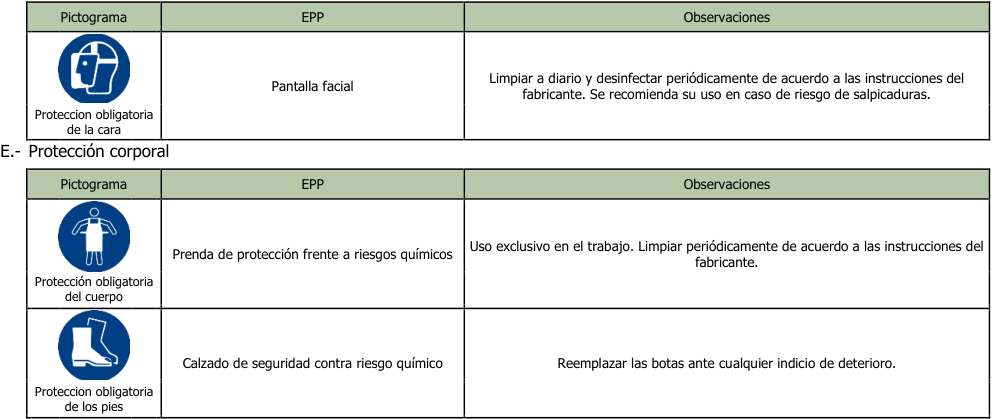 Pictograma EPP Observaciones
Proteccion obligatoria
de la cara
Pantalla facial
Limpiar a diario y desinfectar periódicamente de acuerdo a las instrucciones del
fabricante. Se recomienda su uso en caso de riesgo de salpicaduras.
E.- Protección corporal
Pictograma EPP Observaciones
Protección obligatoria
del cuerpo
Prenda de protección frente a riesgos químicos
Uso exclusivo en el trabajo. Limpiar periódicamente de acuerdo a las instrucciones del
fabricante.
Proteccion obligatoria
de los pies
Calzado de seguridad contra riesgo químico
Reemplazar las botas ante cualquier indicio de deterioro.